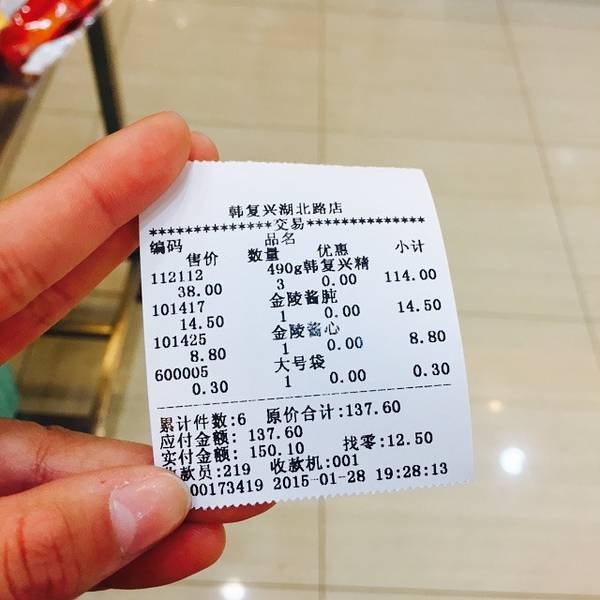 韩复兴湖北路店
**************交易**************
编码 品名
售价 数量 优惠 小计
112112 490g韩复兴精
38.00 3 0.00 114.00
101417 金陵酱肫
14.50 1 0.00 14.50
101425 金陵酱心
8.80 1 0.00 8.80
600005 大号袋
0.30 1 0.00 0.30
累计件数:6 原价合计:137.60
应付金额: 137.60
实付金额: 150.10 找零:12.50
款员:219 收款机:001
00173419 2015-01-28 19:28:13